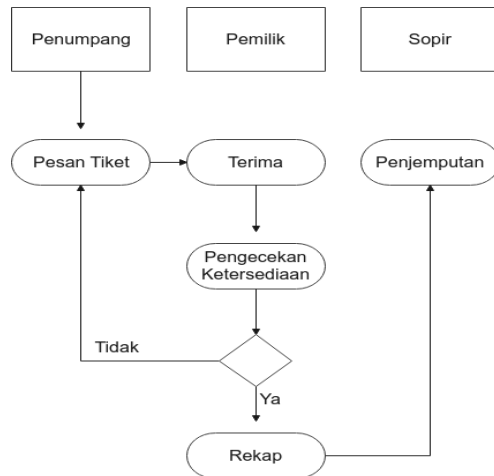 Penumpang
Pemilik
Sopir
Pesan Tiket
Terima
Penjemputan
Pengecekan
Ketersediaan
Tidak
Ya
Rekap